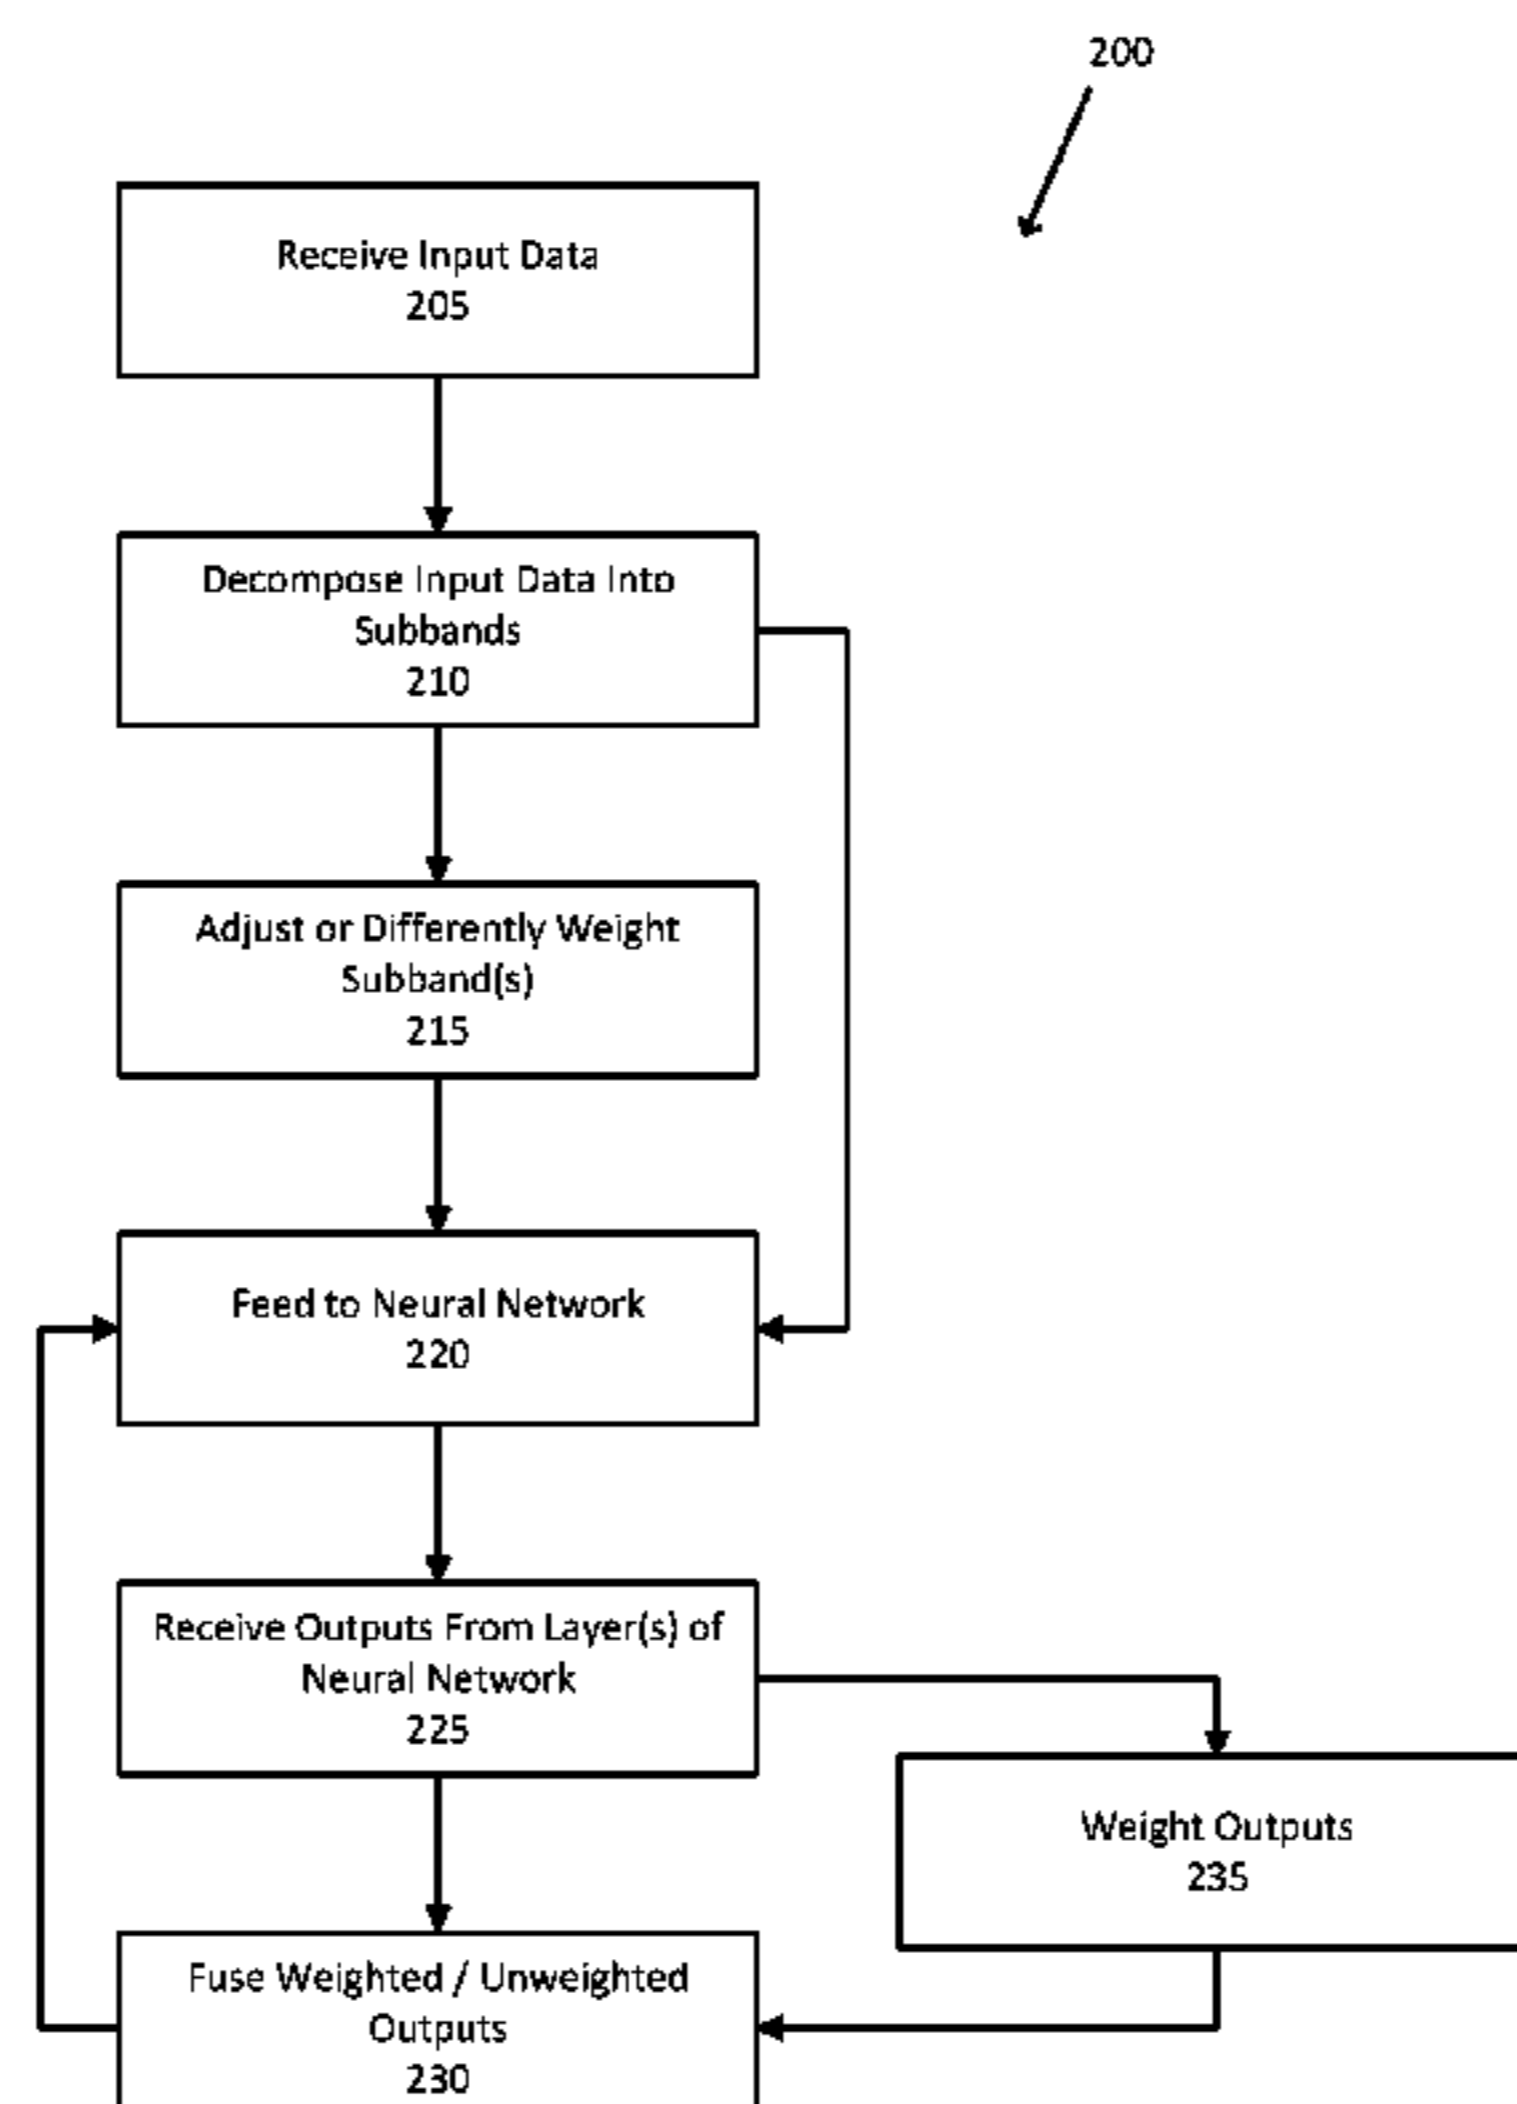 200
Receive Input Data
205
Decompose Input Data Into
Subbands
210
Adjust or Differently Weight
Subband(s)
215
Feed to Neural Network
220
Receive Outputs From Layer(s) of
Neural Network
225
Weight Outputs
235
Fuse Weighted / Unweighted
Outputs
230